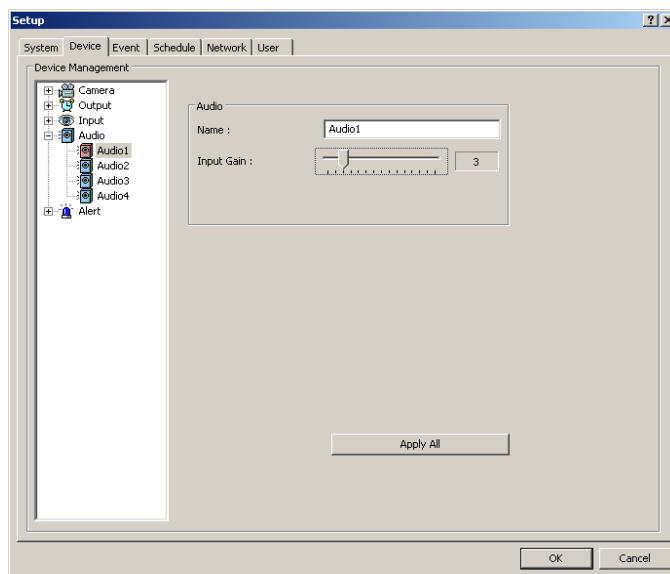 Setup
System Device Event Schedule Network User
Device Management
Camera
Output
Input
Audio
Audio1
Audio2
Audio3
Audio4
Alert
Audio
Name : Audio1
Input Gain : 3
Apply All
OK Cancel